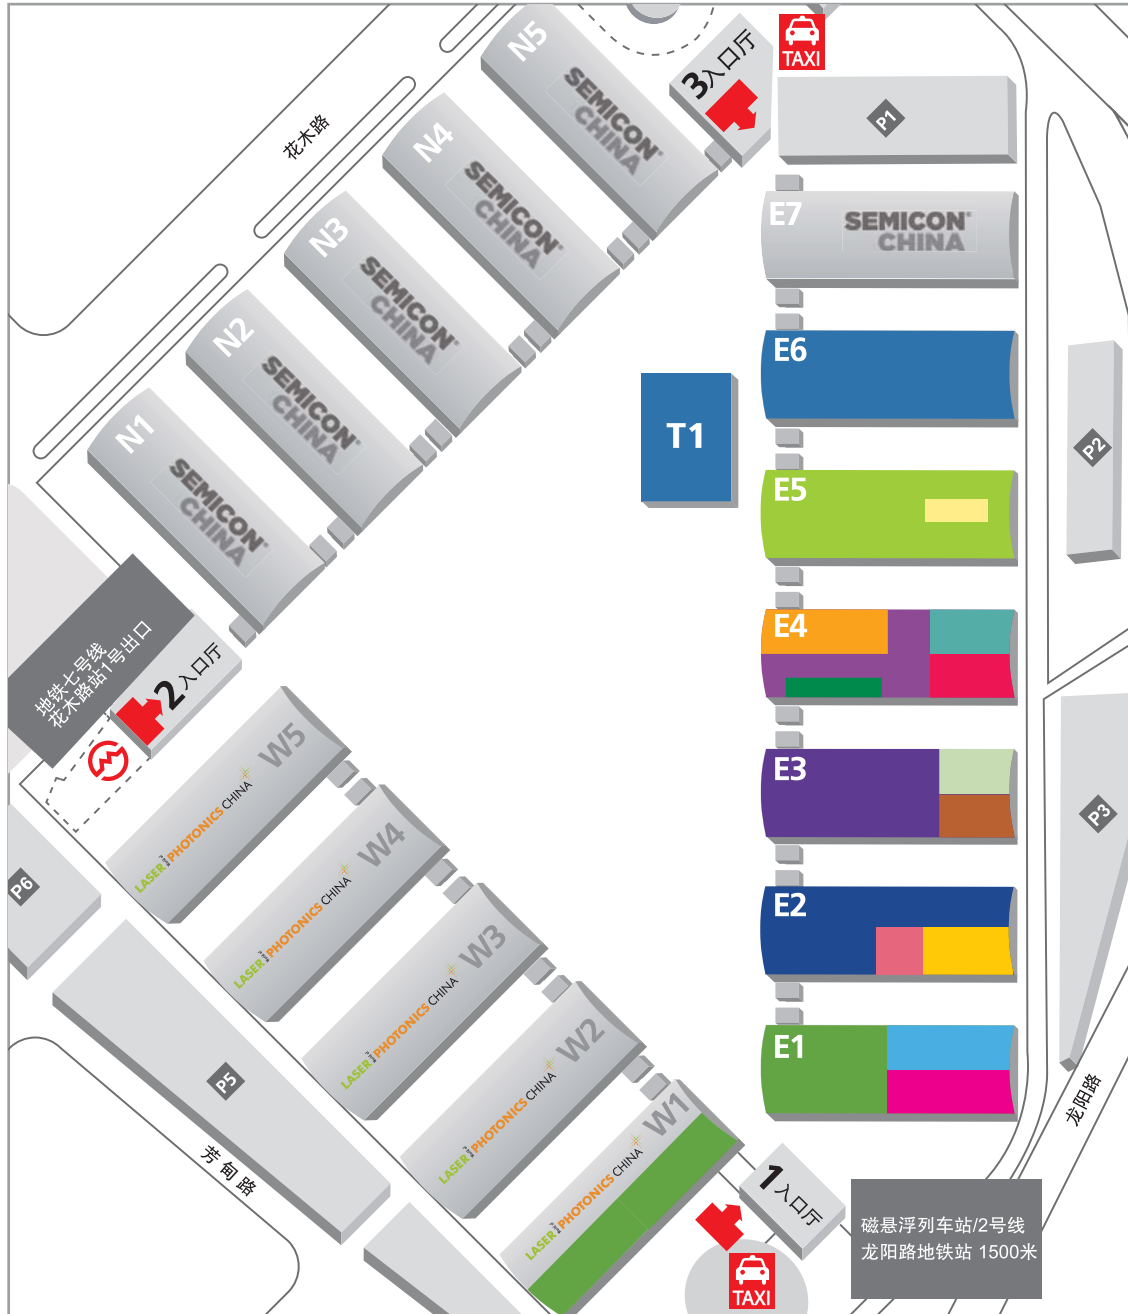 N5
SEMICON
CHINA
3入口厅
TAXI
P1
花木路
N4
SEMICON
CHINA
E7
SEMICON
CHINA
N3
SEMICON
CHINA
E6
N2
SEMICON
CHINA
T1
P2
N1
SEMICON
CHINA
E5
地铁七号线
花木路站1号出口
2入口厅
E4
W5
LASER PHOTONICS CHINA
E3
P3
W4
LASER PHOTONICS CHINA
P6
E2
W3
LASER PHOTONICS CHINA
W2
LASER PHOTONICS CHINA
E1
P5
龙阳路
W1
LASER PHOTONICS CHINA
芳甸路
1入口厅
磁悬浮列车站/2号线
龙阳路地铁站 1500米
TAXI